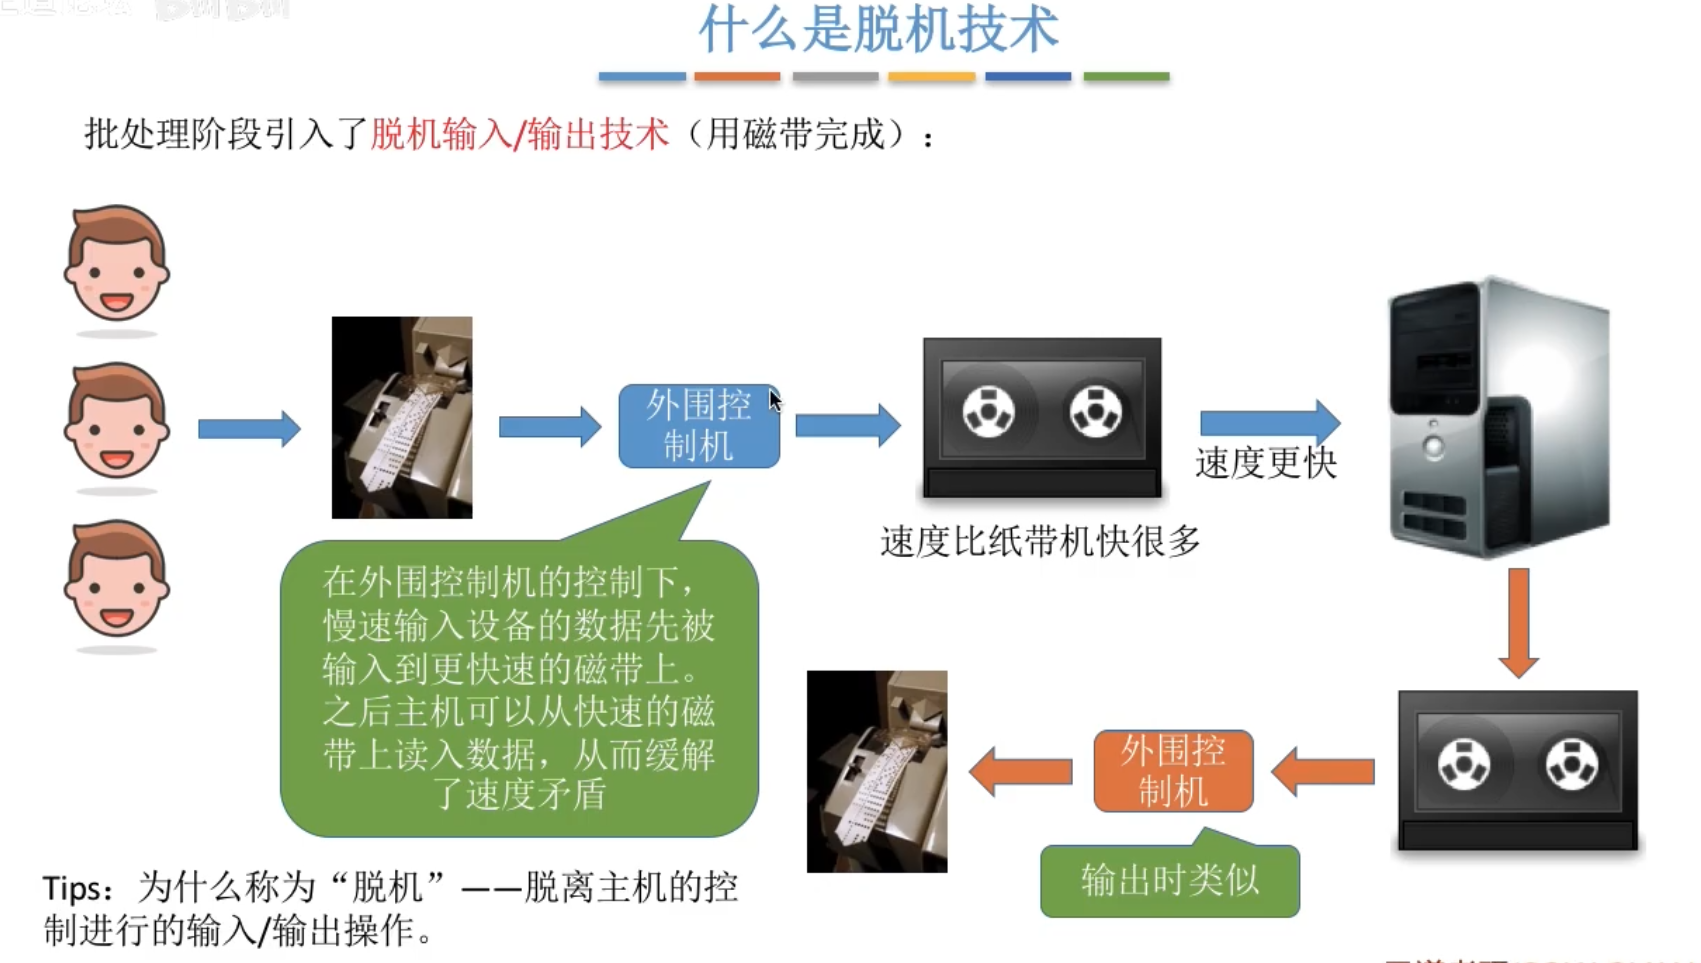 什么是脱机技术
批处理阶段引入了脱机输入/输出技术（用磁带完成）：
外围控
制机
速度更快
速度比纸带机快很多
在外围控制机的控制下，
慢速输入设备的数据先被
输入到更快速的磁带上。
之后主机可以从快速的磁
带上读入数据，从而缓解
了速度矛盾
外围控
制机
输出时类似
Tips：为什么称为“脱机”——脱离主机的控
制进行的输入/输出操作。